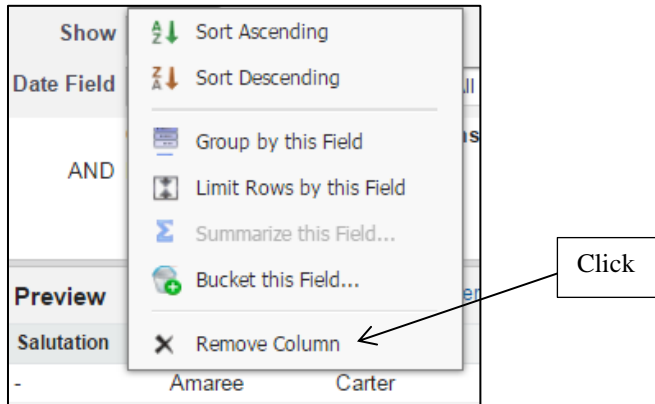 Show
Sort Ascending
Date Field
Sort Descending
All
Group by this Field
AND
Limit Rows by this Field
Summarize this Field...
Bucket this Field...
Click
Preview
Salutation
Remove Column
- Amaree Carter